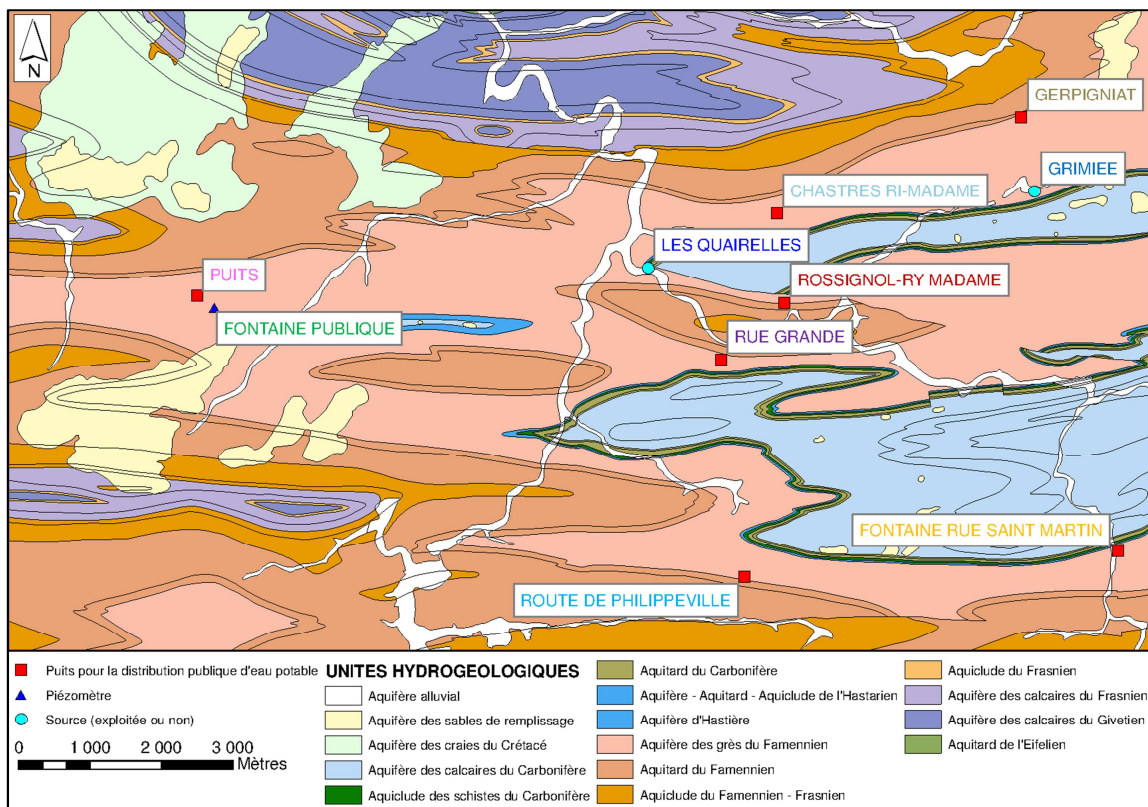 N
GERPIGNIAT
GRIMIEE
CHASTRES RI-MADAME
LES QUAIRELLES
PUITS
ROSSIGNOL-RY MADAME
FONTAINE PUBLIQUE
RUE GRANDE
FONTAINE RUE SAINT MARTIN
ROUTE DE PHILIPPEVILLE
Puits pour la distribution publique d'eau potable
Piézomètre
Source (exploitée ou non)
0 1 000 2 000 3 000
Mètres
UNITES HYDROGEOLOGIQUES
Aquifère alluvial
Aquifère des sables de remplissage
Aquifère des craies du Crétacé
Aquifère des calcaires du Carbonifère
Aquiclude des schistes du Carbonifère
Aquitard du Carbonifère
Aquifère - Aquitard - Aquiclude de l'Hastarien
Aquifère d'Hastière
Aquifère des grès du Famennien
Aquitard du Famennien
Aquiclude du Famennien - Frasnien
Aquiclude du Frasnien
Aquifère des calcaires du Frasnien
Aquifère des calcaires du Givetien
Aquitard de l'Eifelien